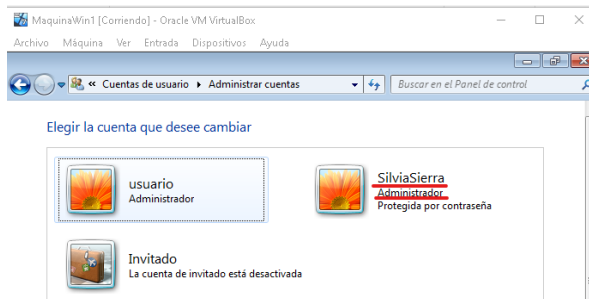 MaquinaWin1 [Corriendo] - Oracle VM VirtualBox
Archivo Máquina Ver Entrada Dispositivos Ayuda
« Cuentas de usuario Administrar cuentas Buscar en el Panel de control
Elegir la cuenta que desee cambiar
usuario
Administrador
SilviaSierra
Administrador
Protegida por contraseña
Invitado
La cuenta de invitado está desactivada